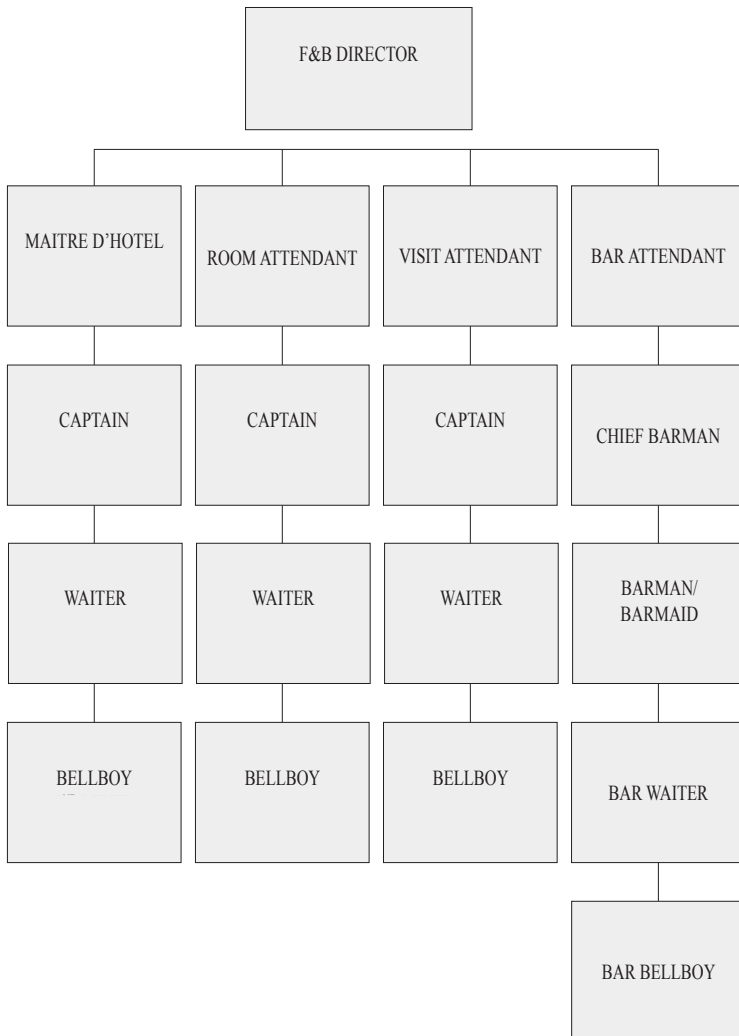 F&B DIRECTOR
MAITRE D’HOTEL
ROOM ATTENDANT
VISIT ATTENDANT
BAR ATTENDANT
CAPTAIN
CAPTAIN
CAPTAIN
CHIEF BARMAN
WAITER
WAITER
WAITER
BARMAN/
BARMAID
BELLBOY
BELLBOY
BELLBOY
BAR WAITER
BAR BELLBOY